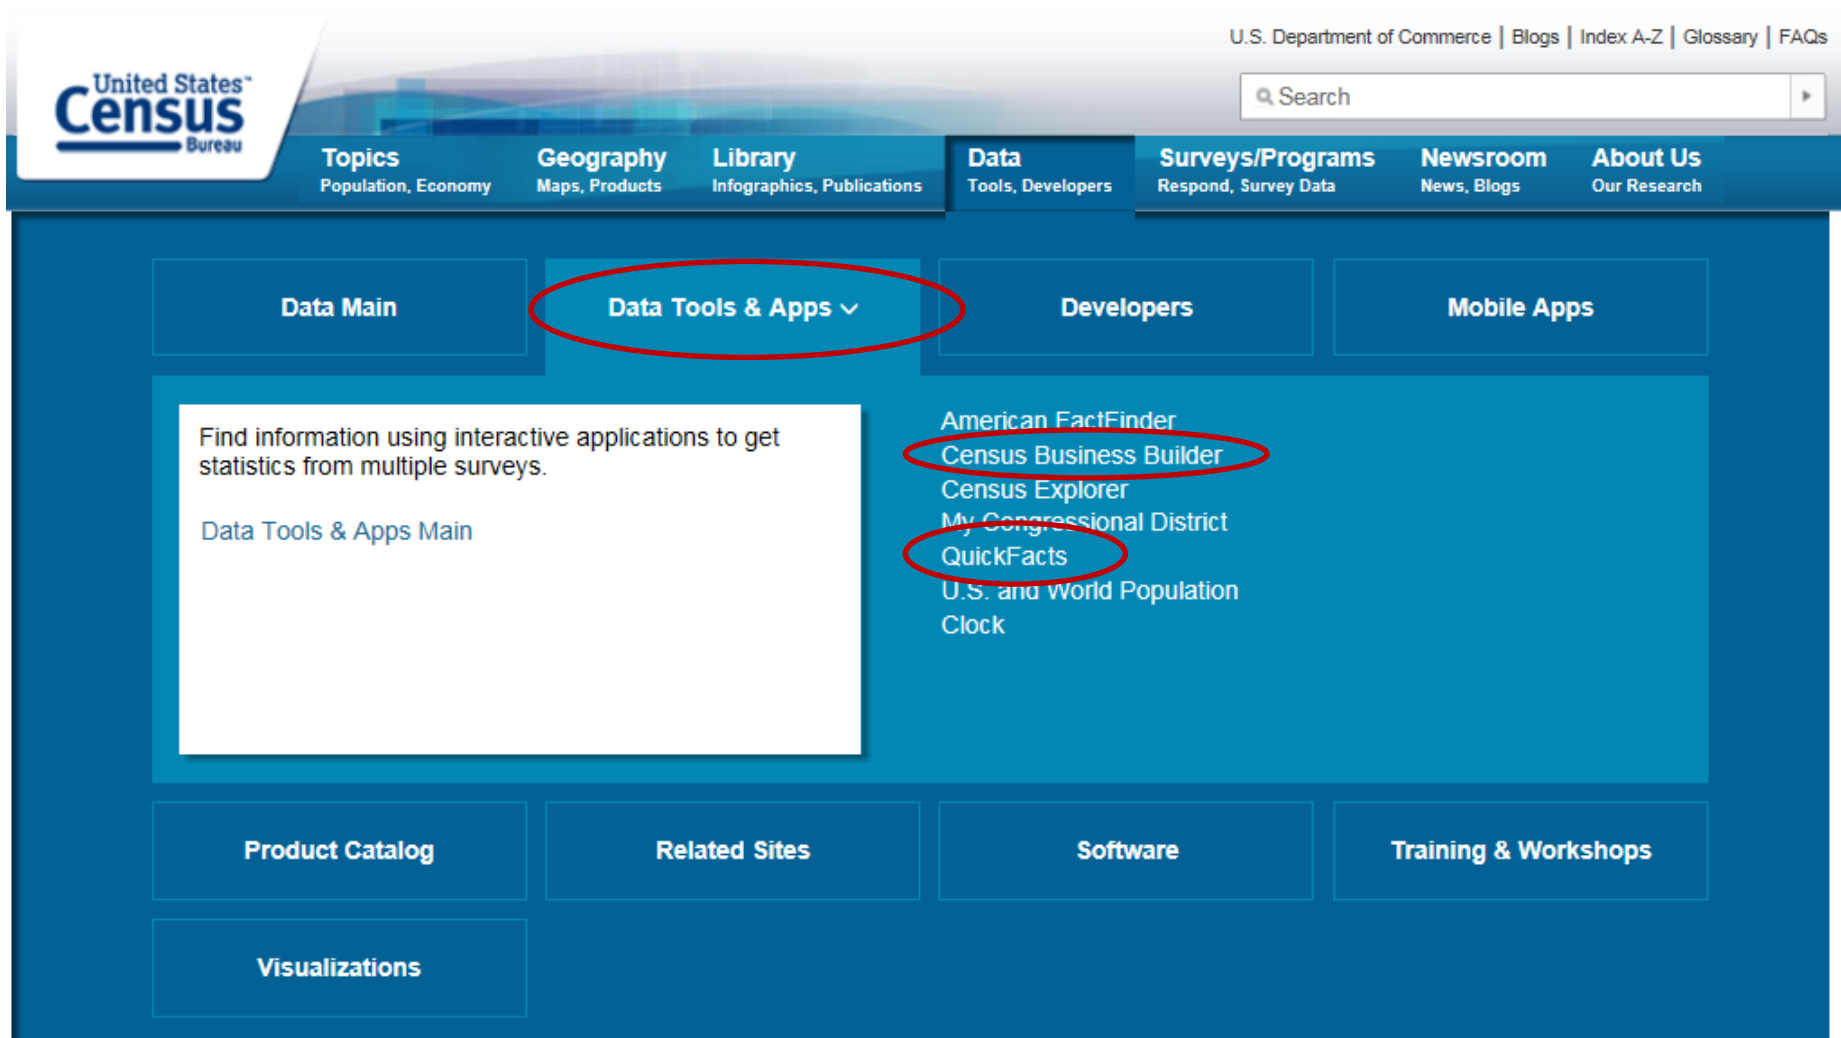 U.S. Department of Commerce | Blogs | Index A-Z | Glossary | FAQs
United States™
Census
Bureau
Search
Topics
Population, Economy
Geography
Maps, Products
Library
Infographics, Publications
Data
Tools, Developers
Surveys/Programs
Respond, Survey Data
Newsroom
News, Blogs
About Us
Our Research
Data Main
Data Tools & Apps
Developers
Mobile Apps
Find information using interactive applications to get
statistics from multiple surveys.
Data Tools & Apps Main
American FactFinder
Census Business Builder
Census Explorer
My Congressional District
QuickFacts
U.S. and World Population
Clock
Product Catalog
Related Sites
Software
Training & Workshops
Visualizations